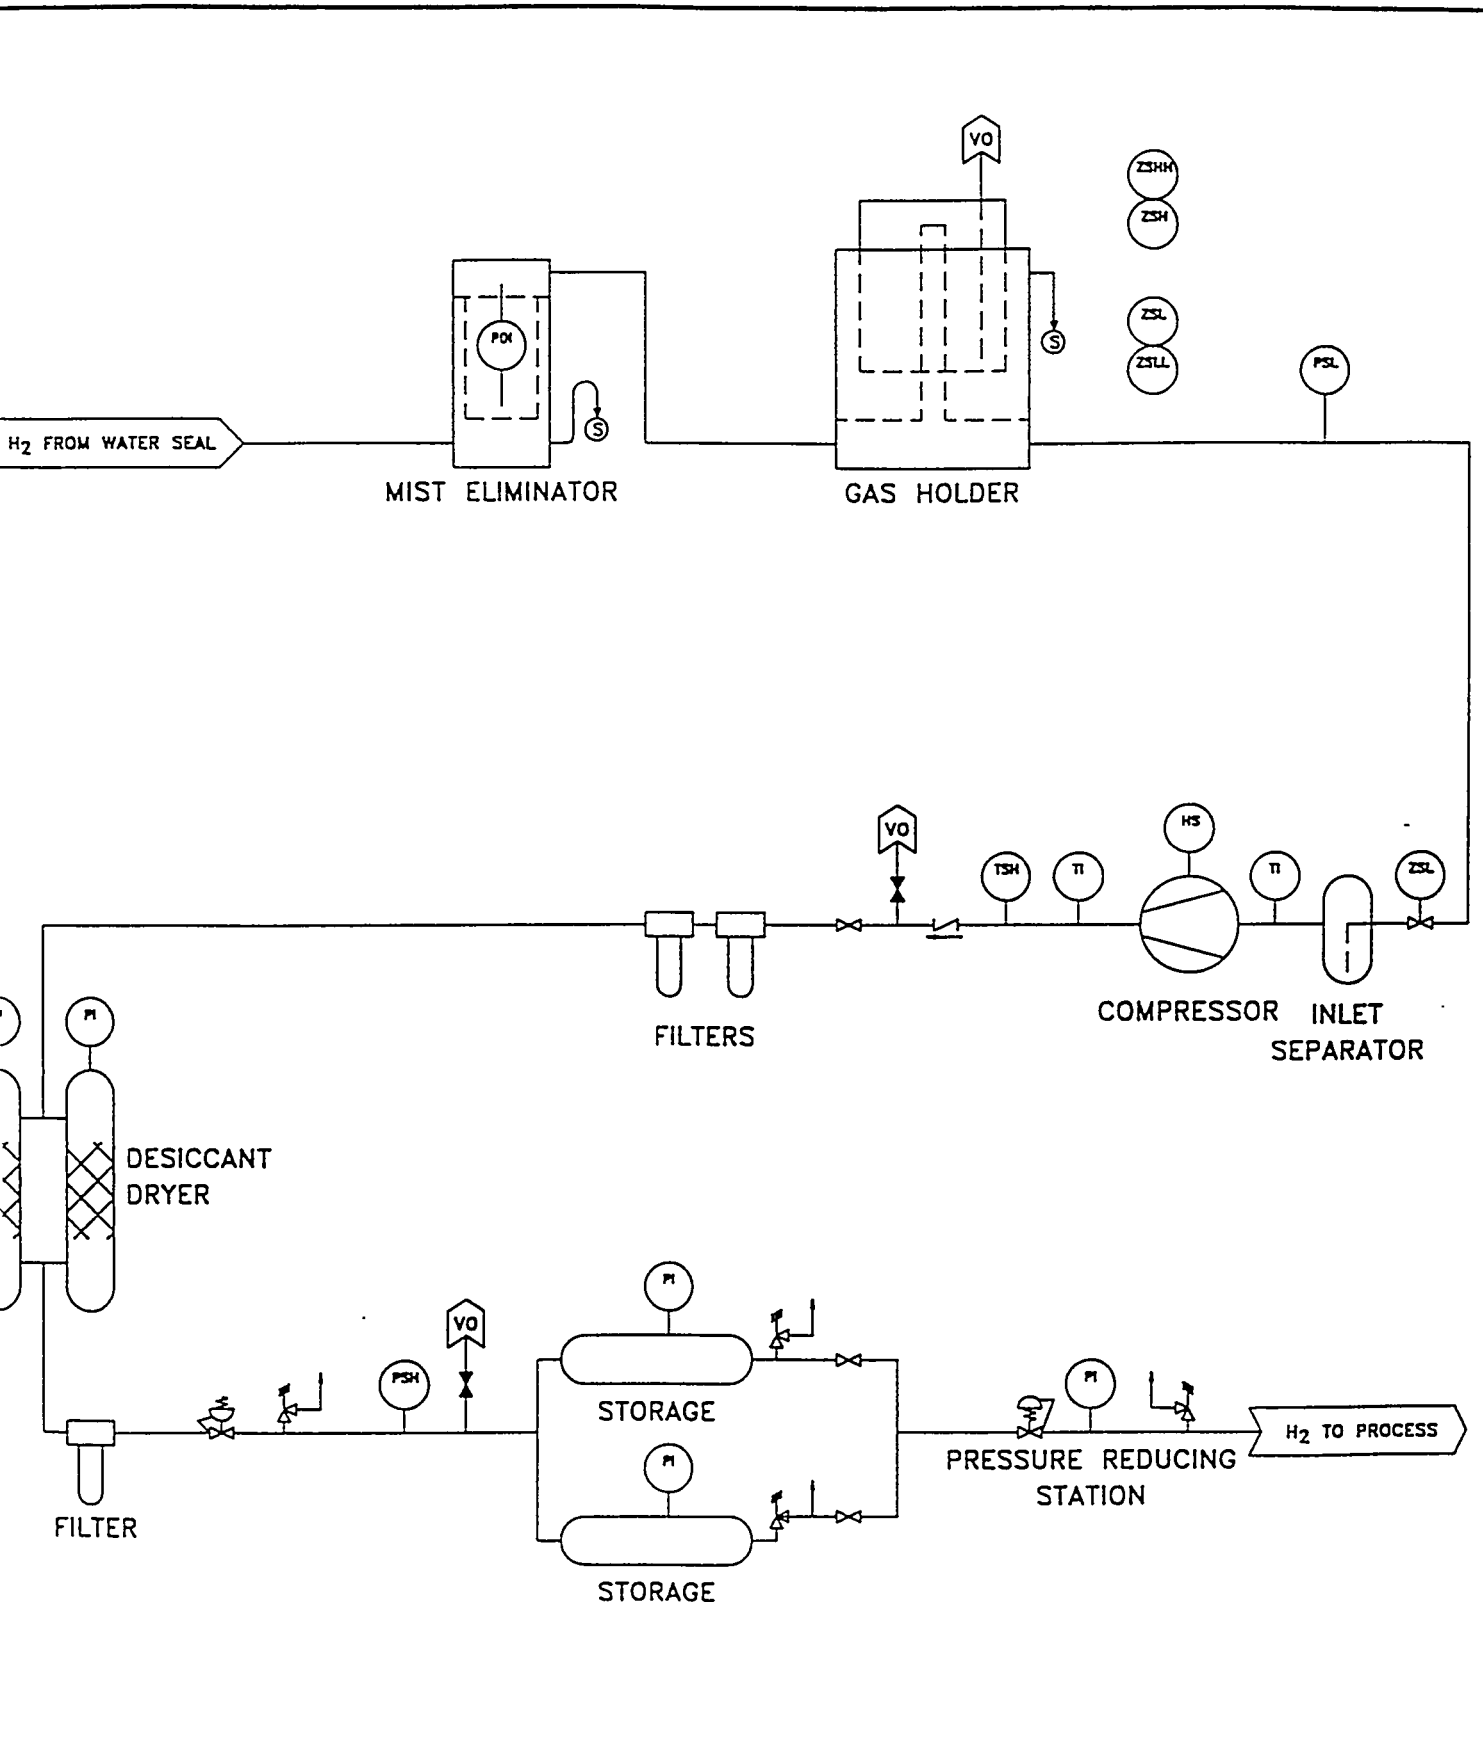 VO
ZSHH
ZSH
ZSL
ZSLL
PDI
PSL
S
S
H2 FROM WATER SEAL
MIST ELIMINATOR
GAS HOLDER
VO
HS
TSH
TI
TI
ZSL
COMPRESSOR
INLET
SEPARATOR
FILTERS
PI
DESICCANT
DRYER
PI
VO
PSH
STORAGE
PI
H2 TO PROCESS
PI
PRESSURE REDUCING
STATION
FILTER
STORAGE